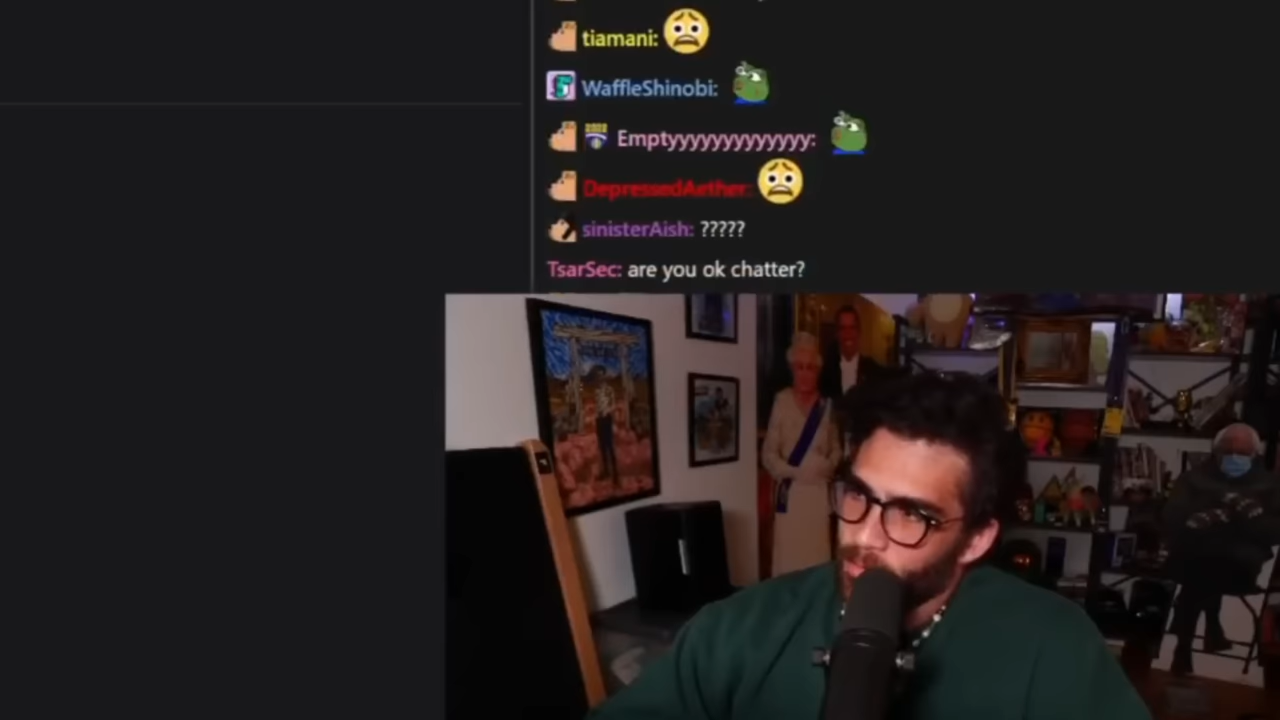 tiamani:
WaffleShinobi:
Emptyyyyyyyyyyyyy:
DepressedAether:
sinisterAish: ?????
TsarSec: are you ok chatter?